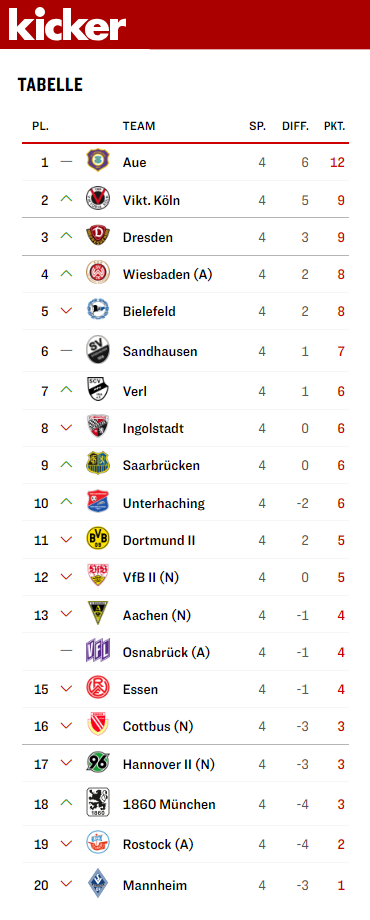 kicker
TABELLE
PL. TEAM SP. DIFF. PKT.
1 — Aue 4 6 12
2 Vikt. Köln 4 5 9
3 Dresden 4 3 9
4 Wiesbaden (A) 4 2 8
5 Bielefeld 4 2 8
6 — Sandhausen 4 1 7
7 Verl 4 1 6
8 Ingolstadt 4 0 6
9 Saarbrücken 4 0 6
10 Unterhaching 4 -2 6
11 Dortmund II 4 2 5
12 VfB II (N) 4 0 5
13 Aachen (N) 4 -1 4
— Osnabrück (A) 4 -1 4
15 Essen 4 -1 4
16 Cottbus (N) 4 -3 3
17 Hannover II (N) 4 -3 3
18 1860 München 4 -4 3
19 Rostock (A) 4 -4 2
20 Mannheim 4 -3 1